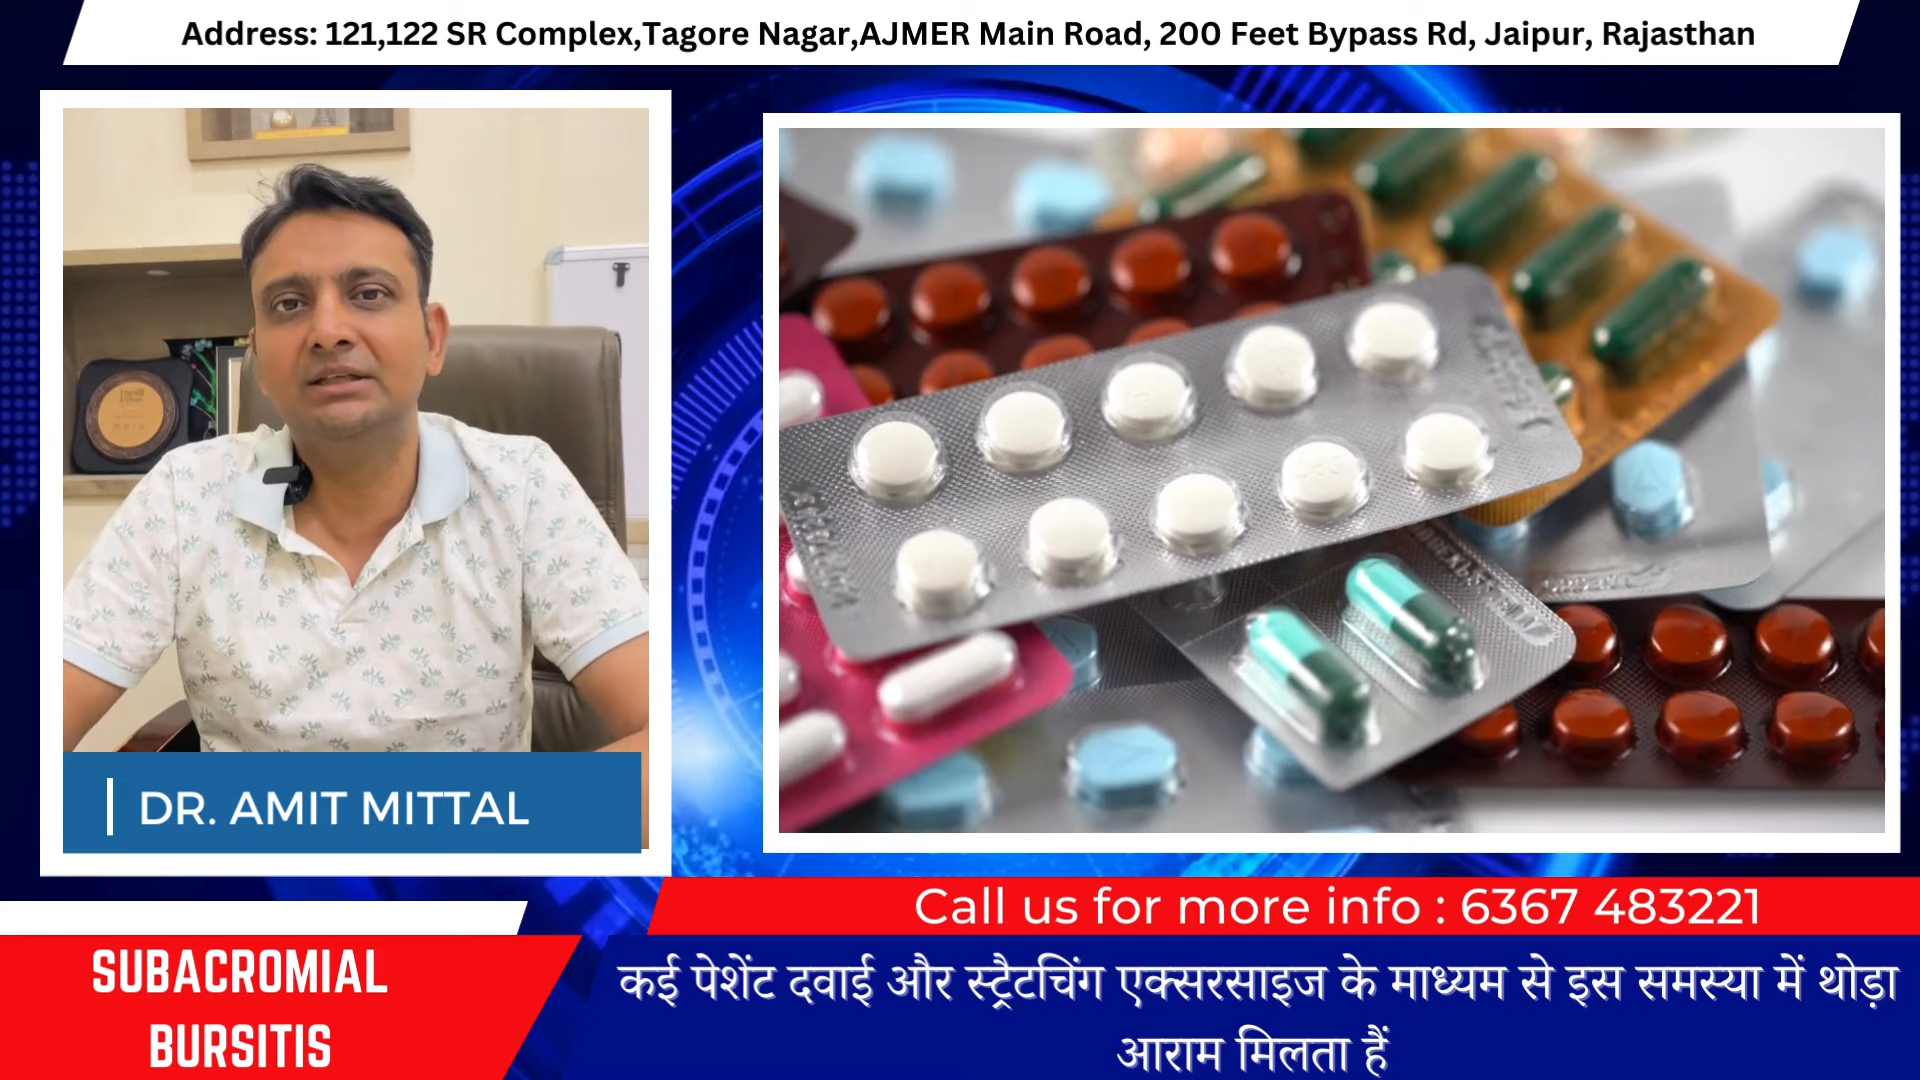 Address: 121,122 SR Complex,Tagore Nagar,AJMER Main Road, 200 Feet Bypass Rd, Jaipur, Rajasthan
DR. AMIT MITTAL
Call us for more info : 6367 483221
SUBACROMIAL
BURSITIS
कई पेशेंट दवाई और स्ट्रैटचिंग एक्सरसाइज के माध्यम से इस समस्या में थोड़ा
आराम मिलता हैं